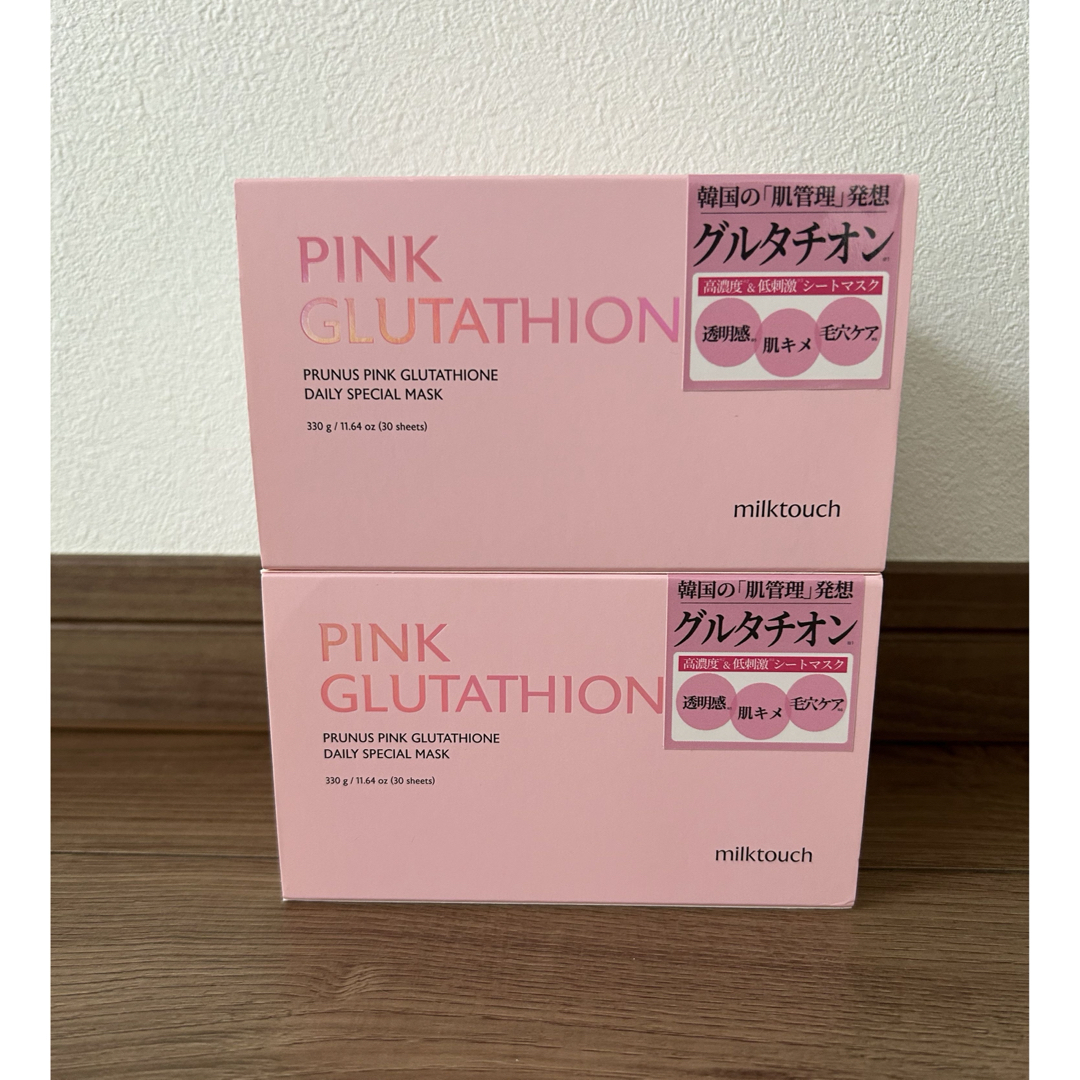 PINK
GLUTATHION
PRUNUS PINK GLUTATHIONE
DAILY SPECIAL MASK
330 g / 11.64 oz (30 sheets)
韓国の「肌管理」発想
グルタチオン
高濃度 & 低刺激 シートマスク
透明感
肌キメ
毛穴ケア
milktouch
PINK
GLUTATHION
PRUNUS PINK GLUTATHIONE
DAILY SPECIAL MASK
330 g / 11.64 oz (30 sheets)
韓国の「肌管理」発想
グルタチオン
高濃度 & 低刺激 シートマスク
透明感
肌キメ
毛穴ケア
milktouch